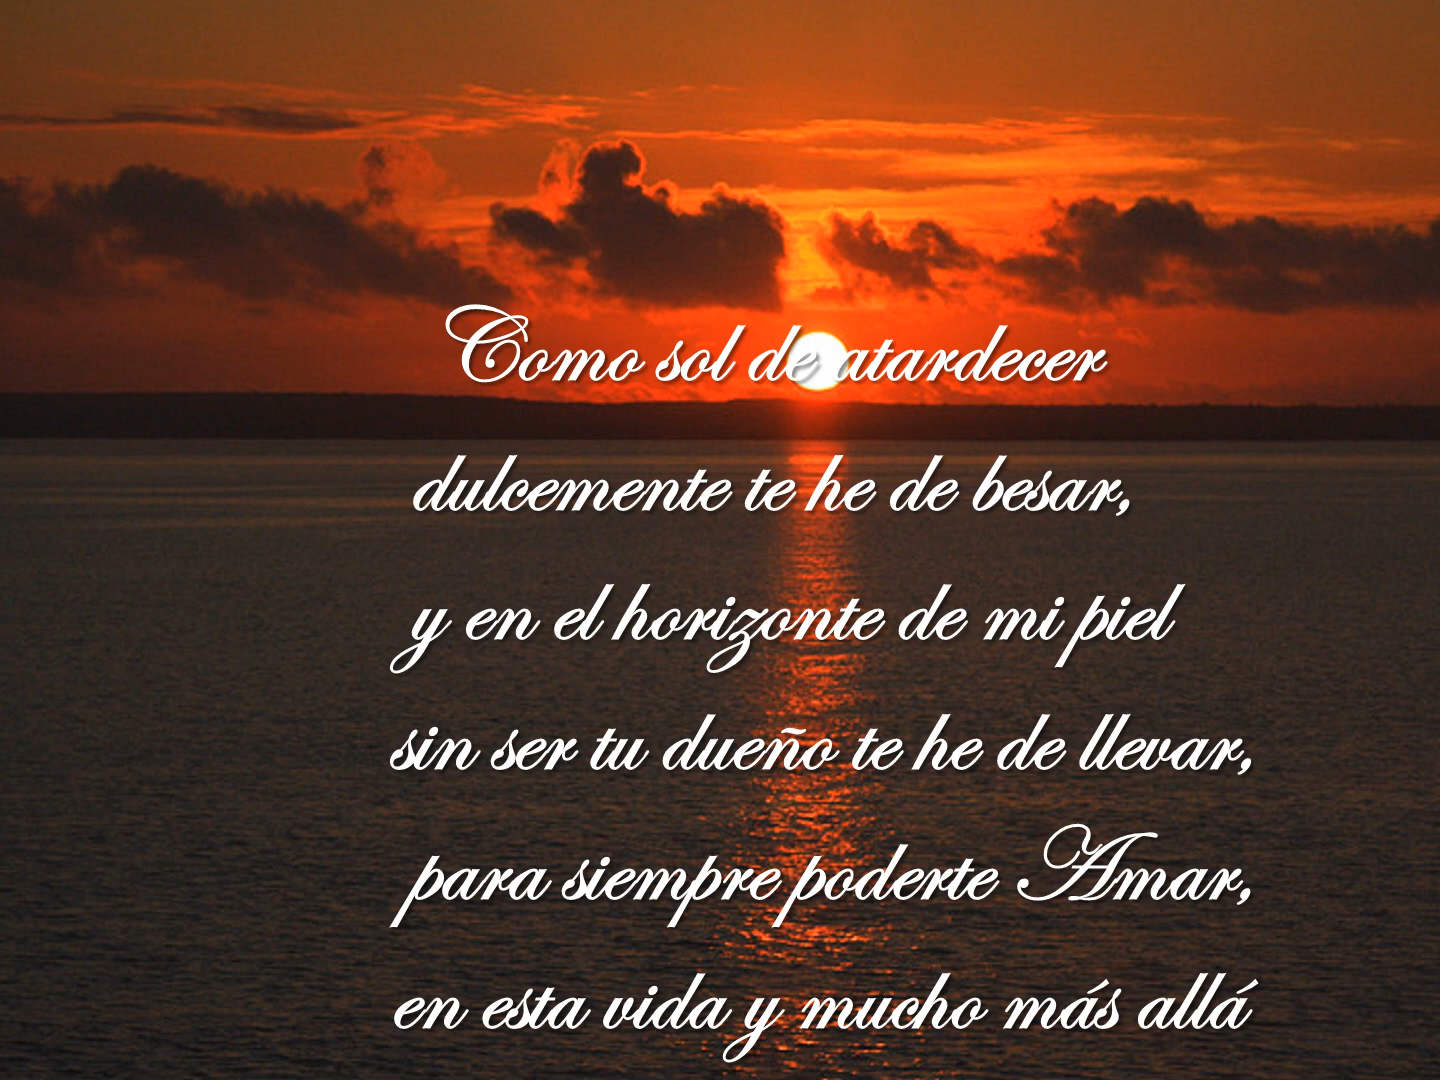 Como sol de atardecer
dulcemente te he de besar,
y en el horizonte de mi piel
sin ser tu dueño te he de llevar,
para siempre poderte Amar,
en esta vida y mucho más allá